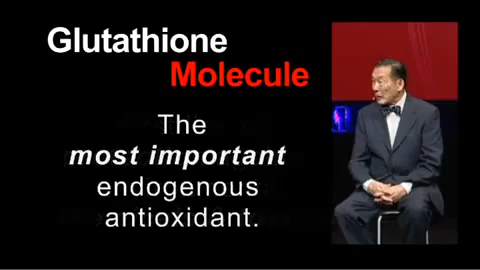 Glutathione
Molecule
The
most important
endogenous
antioxidant.